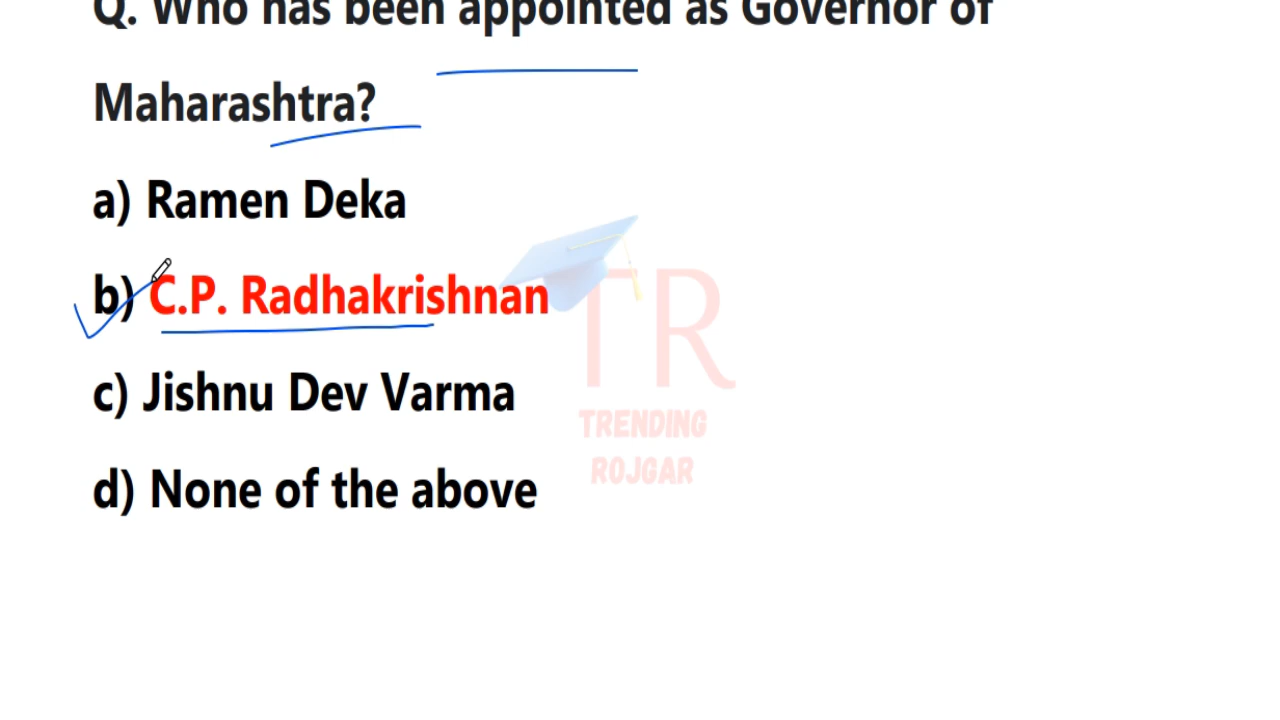 Q. Who has been appointed as Governor of
Maharashtra?
a) Ramen Deka
b) C.P. Radhakrishnan
c) Jishnu Dev Varma
d) None of the above
TR
TRENDING
ROJGAR